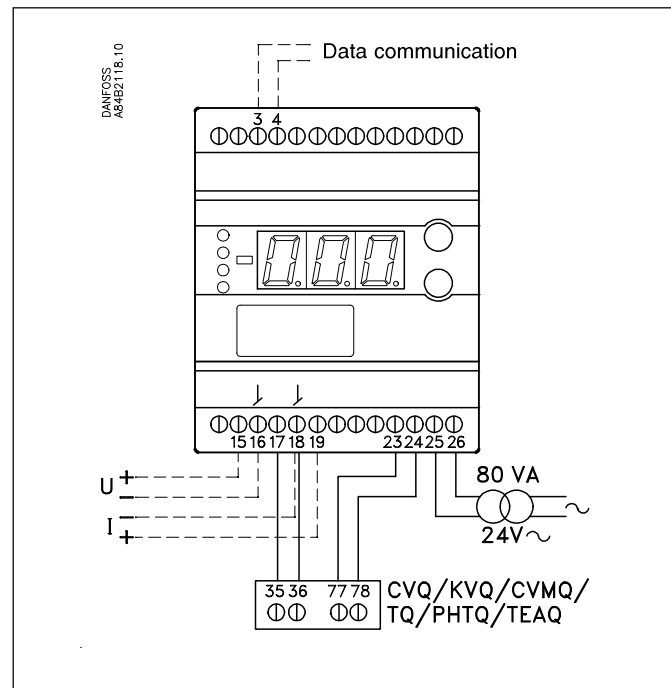 DANFOSS
A84B2118.10
Data communication
3 4
0.0.0.
15 16 17 18 19 23 24 25 26
U + −
I − +
80 VA
24V~
35 36 77 78
CVQ/KVQ/CVMQ/
TQ/PHTQ/TEAQ